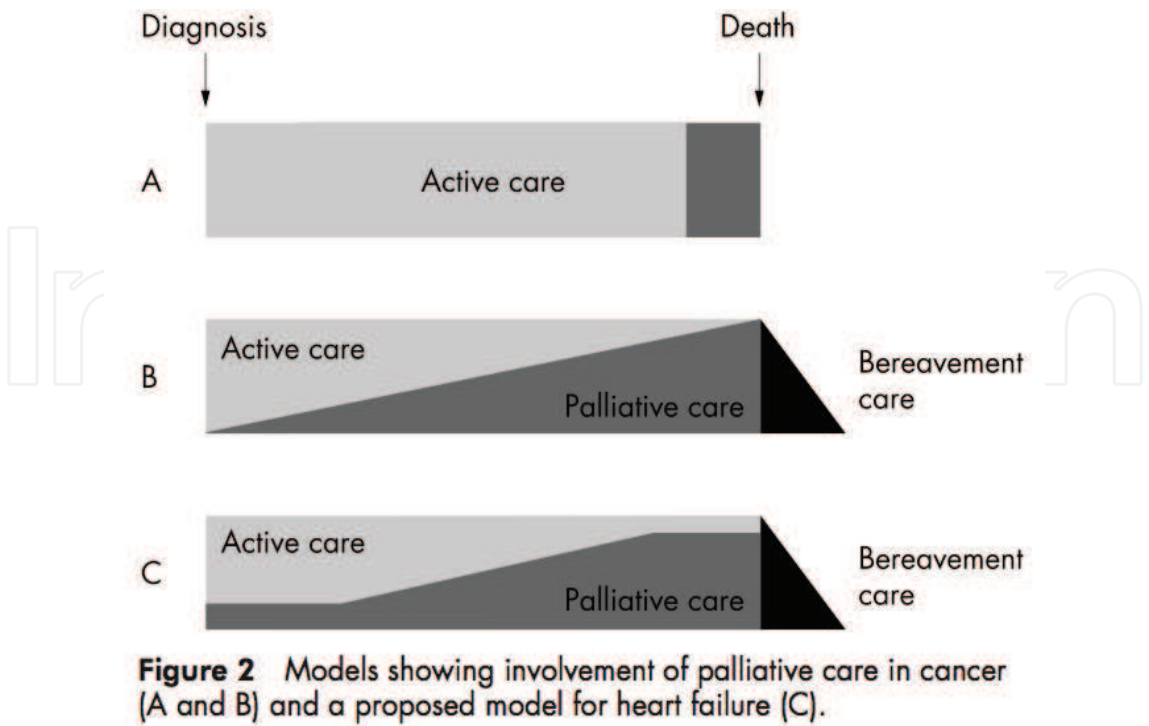 Diagnosis Death
A Active care
Active care
B Palliative care
Bereavement
care
Active care
C Palliative care
Bereavement
care
Figure 2 Models showing involvement of palliative care in cancer
(A and B) and a proposed model for heart failure (C).